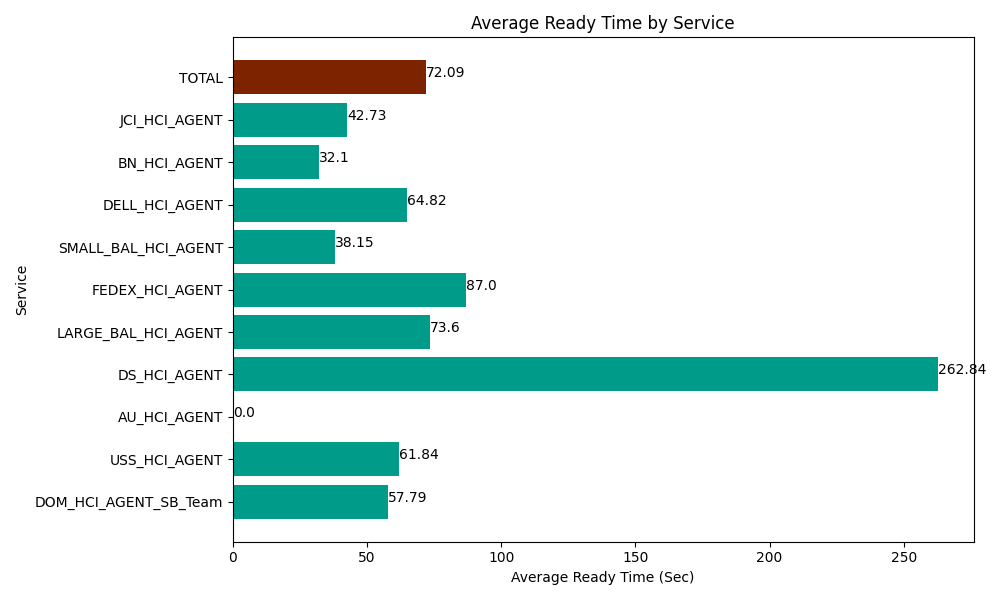 Average Ready Time by Service
Service
TOTAL
72.09
JCI_HCI_AGENT
42.73
BN_HCI_AGENT
32.1
DELL_HCI_AGENT
64.82
SMALL_BAL_HCI_AGENT
38.15
FEDEX_HCI_AGENT
87.0
LARGE_BAL_HCI_AGENT
73.6
DS_HCI_AGENT
262.84
AU_HCI_AGENT
0.0
USS_HCI_AGENT
61.84
DOM_HCI_AGENT_SB_Team
57.79
0 50 100 150 200 250
Average Ready Time (Sec)